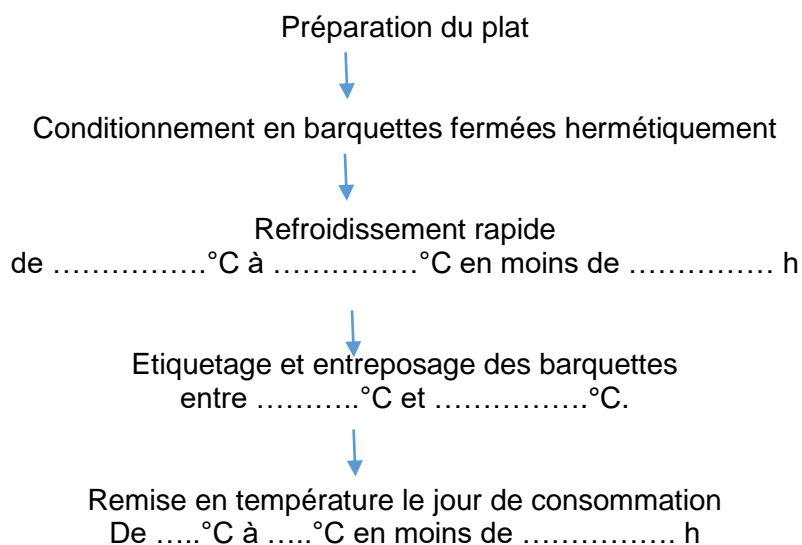 Préparation du plat
Conditionnement en barquettes fermées hermétiquement
Refroidissement rapide
de …………….°C à ……………°C en moins de …………… h
Etiquetage et entreposage des barquettes
entre ………..°C et …………….°C.
Remise en température le jour de consommation
De …..°C à …..°C en moins de ……………. h